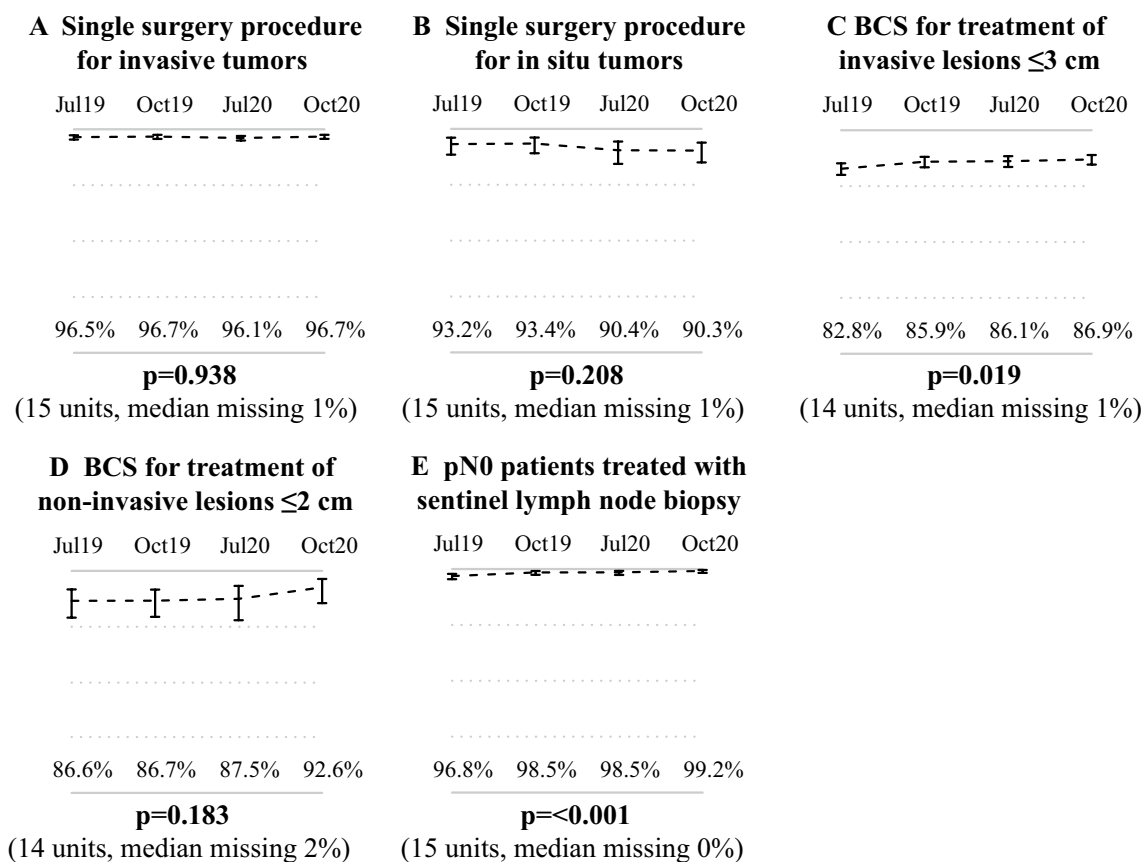 A Single surgery procedure
for invasive tumors
Jul19 Oct19 Jul20 Oct20
96.5% 96.7% 96.1% 96.7%
p=0.938
(15 units, median missing 1%)
B Single surgery procedure
for in situ tumors
Jul19 Oct19 Jul20 Oct20
93.2% 93.4% 90.4% 90.3%
p=0.208
(15 units, median missing 1%)
C BCS for treatment of
invasive lesions ≤3 cm
Jul19 Oct19 Jul20 Oct20
82.8% 85.9% 86.1% 86.9%
p=0.019
(14 units, median missing 1%)
D BCS for treatment of
non-invasive lesions ≤2 cm
Jul19 Oct19 Jul20 Oct20
86.6% 86.7% 87.5% 92.6%
p=0.183
(14 units, median missing 2%)
E pN0 patients treated with
sentinel lymph node biopsy
Jul19 Oct19 Jul20 Oct20
96.8% 98.5% 98.5% 99.2%
p=<0.001
(15 units, median missing 0%)